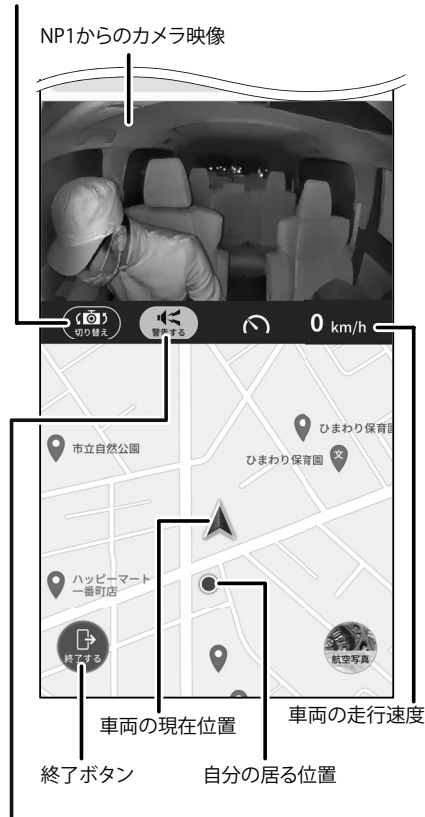 NP1からのカメラ映像
切り替え
警告する
0 km/h
ひまわり保育園
市立自然公園
ひまわり保育園
文
ハッピーマート
一番町店
終了する
航空写真
車両の現在位置
車両の走行速度
終了ボタン
自分の居る位置